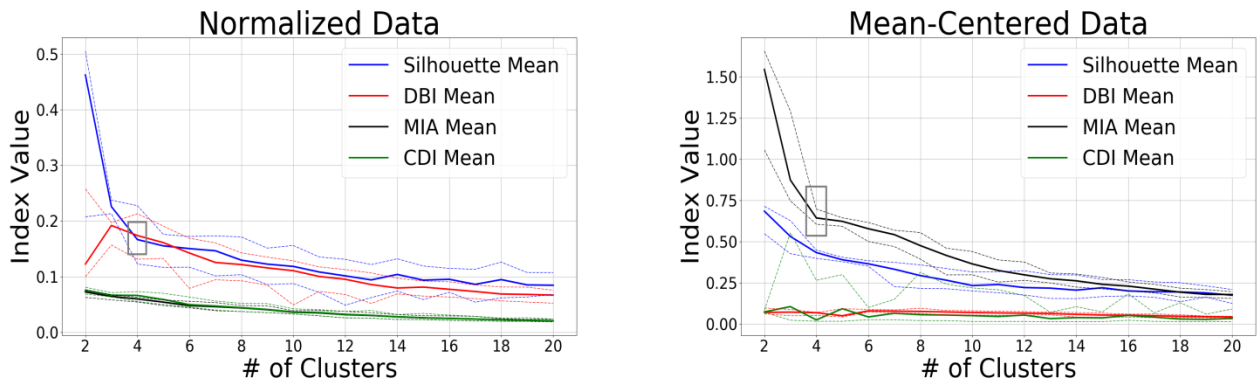 Normalized Data
Index Value
0.5
0.4
0.3
0.2
0.1
0.0
Silhouette Mean
DBI Mean
MIA Mean
CDI Mean
2 4 6 8 10 12 14 16 18 20
# of Clusters
Mean-Centered Data
Index Value
1.50
1.25
1.00
0.75
0.50
0.25
0.00
Silhouette Mean
DBI Mean
MIA Mean
CDI Mean
2 4 6 8 10 12 14 16 18 20
# of Clusters